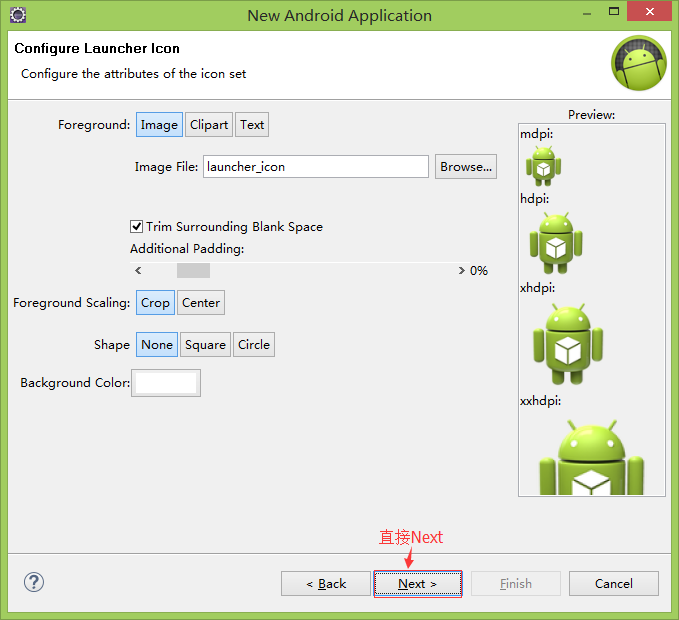 New Android Application
Configure Launcher Icon
Configure the attributes of the icon set
Foreground: Image Clipart Text
Image File: launcher_icon Browse...
Trim Surrounding Blank Space
Additional Padding:
< > 0%
Foreground Scaling: Crop Center
Shape None Square Circle
Background Color:
Preview:
mdpi:
hdpi:
xhdpi:
xxhdpi:
直接Next
? < Back Next > Finish Cancel